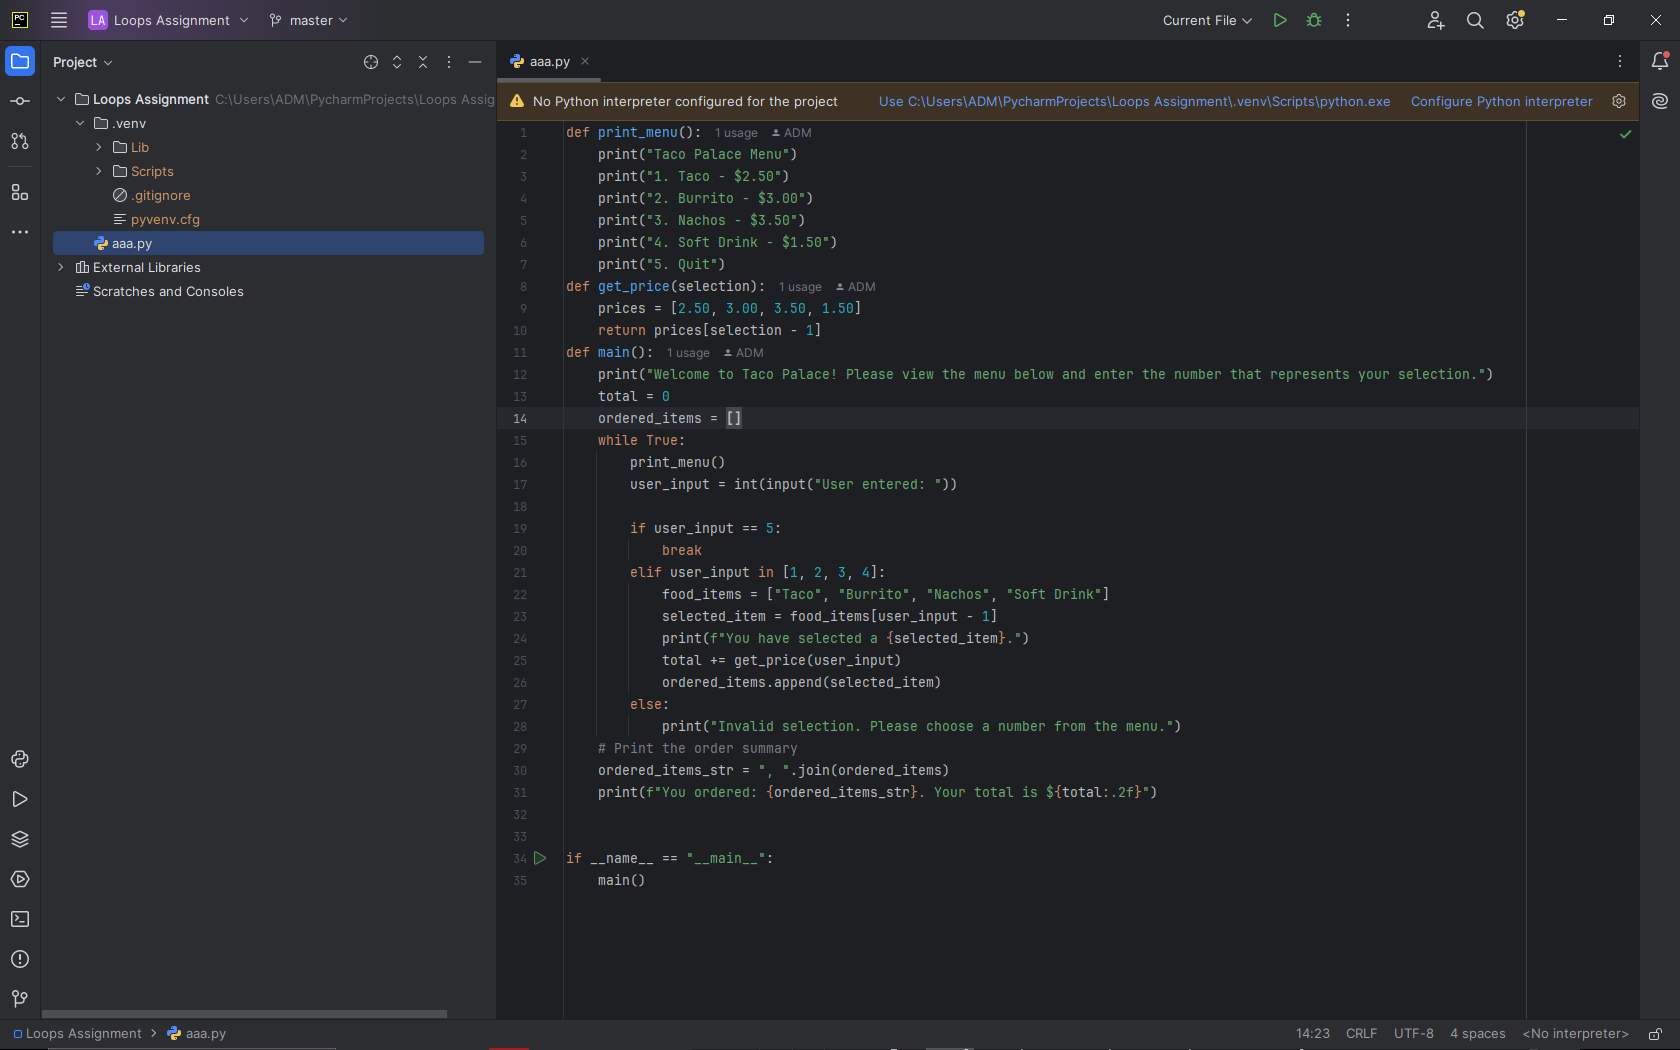 PC LA Loops Assignment master Current File
Project
aaa.py
Loops Assignment C:\Users\ADM\PycharmProjects\Loops Assig
.venv
Lib
Scripts
.gitignore
pyvenv.cfg
aaa.py
External Libraries
Scratches and Consoles
No Python interpreter configured for the project Use C:\Users\ADM\PycharmProjects\Loops Assignment\.venv\Scripts\python.exe Configure Python interpreter
1 def print_menu(): 1 usage ADM
2 print("Taco Palace Menu")
3 print("1. Taco - $2.50")
4 print("2. Burrito - $3.00")
5 print("3. Nachos - $3.50")
6 print("4. Soft Drink - $1.50")
7 print("5. Quit")
8 def get_price(selection): 1 usage ADM
9 prices = [2.50, 3.00, 3.50, 1.50]
10 return prices[selection - 1]
11 def main(): 1 usage ADM
12 print("Welcome to Taco Palace! Please view the menu below and enter the number that represents your selection.")
13 total = 0
14 ordered_items = []
15 while True:
16 print_menu()
17 user_input = int(input("User entered: "))
18
19 if user_input == 5:
20 break
21 elif user_input in [1, 2, 3, 4]:
22 food_items = ["Taco", "Burrito", "Nachos", "Soft Drink"]
23 selected_item = food_items[user_input - 1]
24 print(f"You have selected a {selected_item}.")
25 total += get_price(user_input)
26 ordered_items.append(selected_item)
27 else:
28 print("Invalid selection. Please choose a number from the menu.")
29 # Print the order summary
30 ordered_items_str = ", ".join(ordered_items)
31 print(f"You ordered: {ordered_items_str}. Your total is ${total:.2f}")
32
33
34 if __name__ == "__main__":
35 main()
Loops Assignment aaa.py 14:23 CRLF UTF-8 4 spaces <No interpreter>